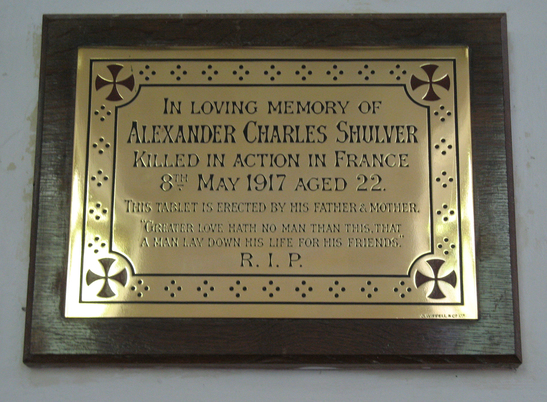 IN LOVING MEMORY OF
ALEXANDER CHARLES SHULVER
KILLED IN ACTION IN FRANCE
8TH MAY 1917 AGED 22.
THIS TABLET IS ERECTED BY HIS FATHER & MOTHER.
"GREATER LOVE HATH NO MAN THAN THIS, THAT
A MAN LAY DOWN HIS LIFE FOR HIS FRIENDS."
R. I. P.